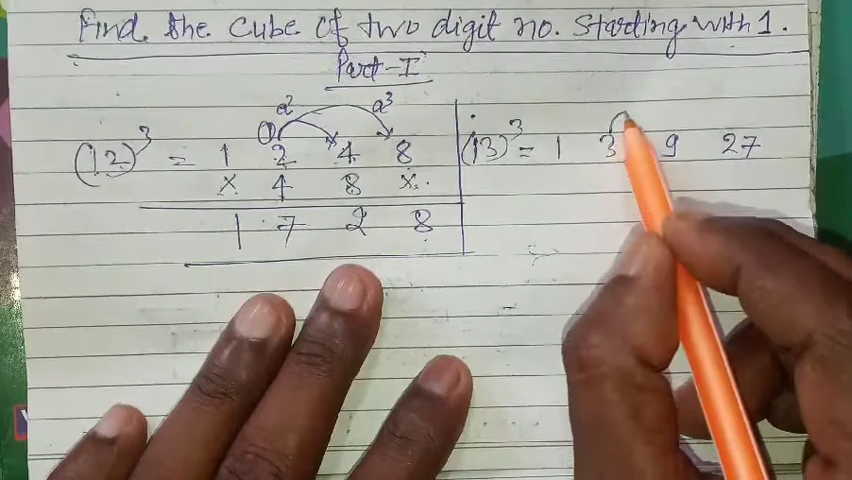 Find the Cube of two digit no. Starting with 1.
Part-I
a² a³
(12)³ = 1 2 4 8
x 4 8 x
1 7 2 8
(13)³ = 1 3 9 27